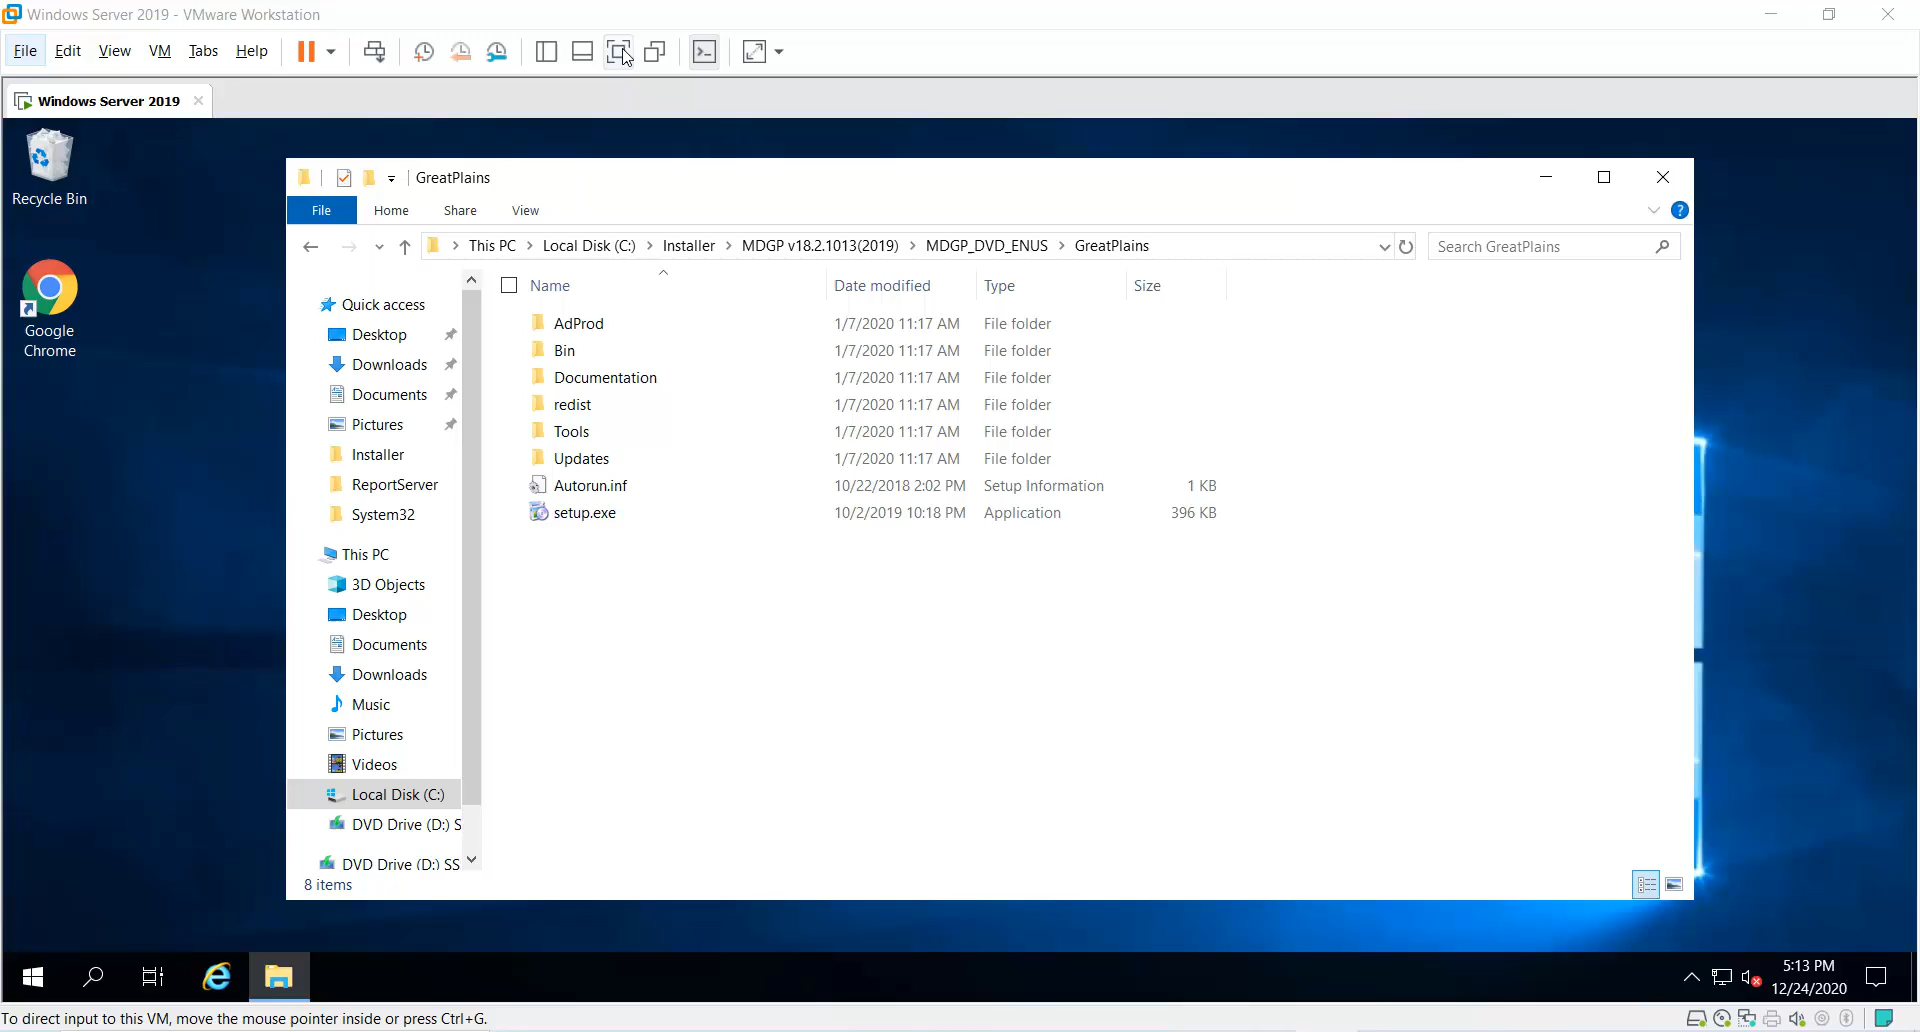 Windows Server 2019 - VMware Workstation
File Edit View VM Tabs Help
Windows Server 2019
Recycle Bin
Google
Chrome
GreatPlains
File Home Share View
This PC > Local Disk (C:) > Installer > MDGP v18.2.1013(2019) > MDGP_DVD_ENUS > GreatPlains
Search GreatPlains
Name Date modified Type Size
AdProd 1/7/2020 11:17 AM File folder
Bin 1/7/2020 11:17 AM File folder
Documentation 1/7/2020 11:17 AM File folder
redist 1/7/2020 11:17 AM File folder
Tools 1/7/2020 11:17 AM File folder
Updates 1/7/2020 11:17 AM File folder
Autorun.inf 10/22/2018 2:02 PM Setup Information 1 KB
setup.exe 10/2/2019 10:18 PM Application 396 KB
Quick access
Desktop
Downloads
Documents
Pictures
Installer
ReportServer
System32
This PC
3D Objects
Desktop
Documents
Downloads
Music
Pictures
Videos
Local Disk (C:)
DVD Drive (D:) S
DVD Drive (D:) SS
8 items
5:13 PM
12/24/2020
To direct input to this VM, move the mouse pointer inside or press Ctrl+G.